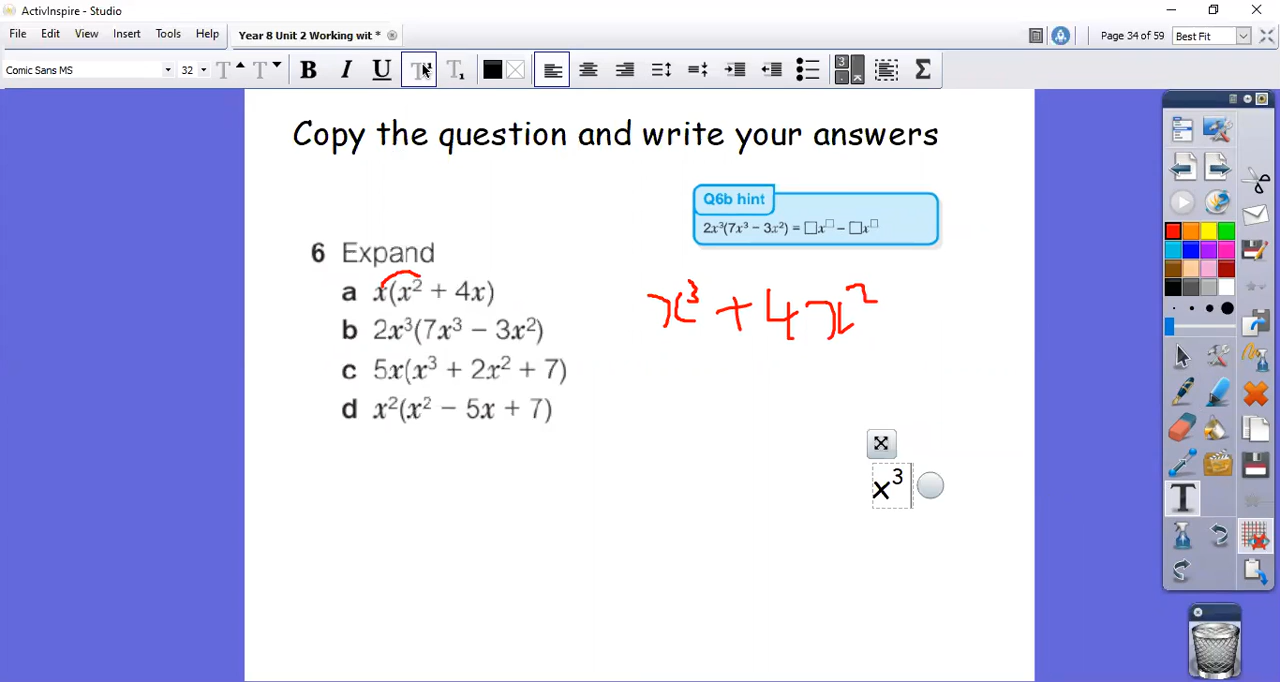 ActivInspire - Studio
File Edit View Insert Tools Help
Year 8 Unit 2 Working wit *
Page 34 of 59
Best Fit
Comic Sans MS
32
Copy the question and write your answers
Q6b hint
2x³(7x³ − 3x²) = □x□ − □x□
6 Expand
a x(x² + 4x)
x³ + 4x²
b 2x³(7x³ − 3x²)
c 5x(x³ + 2x² + 7)
d x²(x² − 5x + 7)
x³